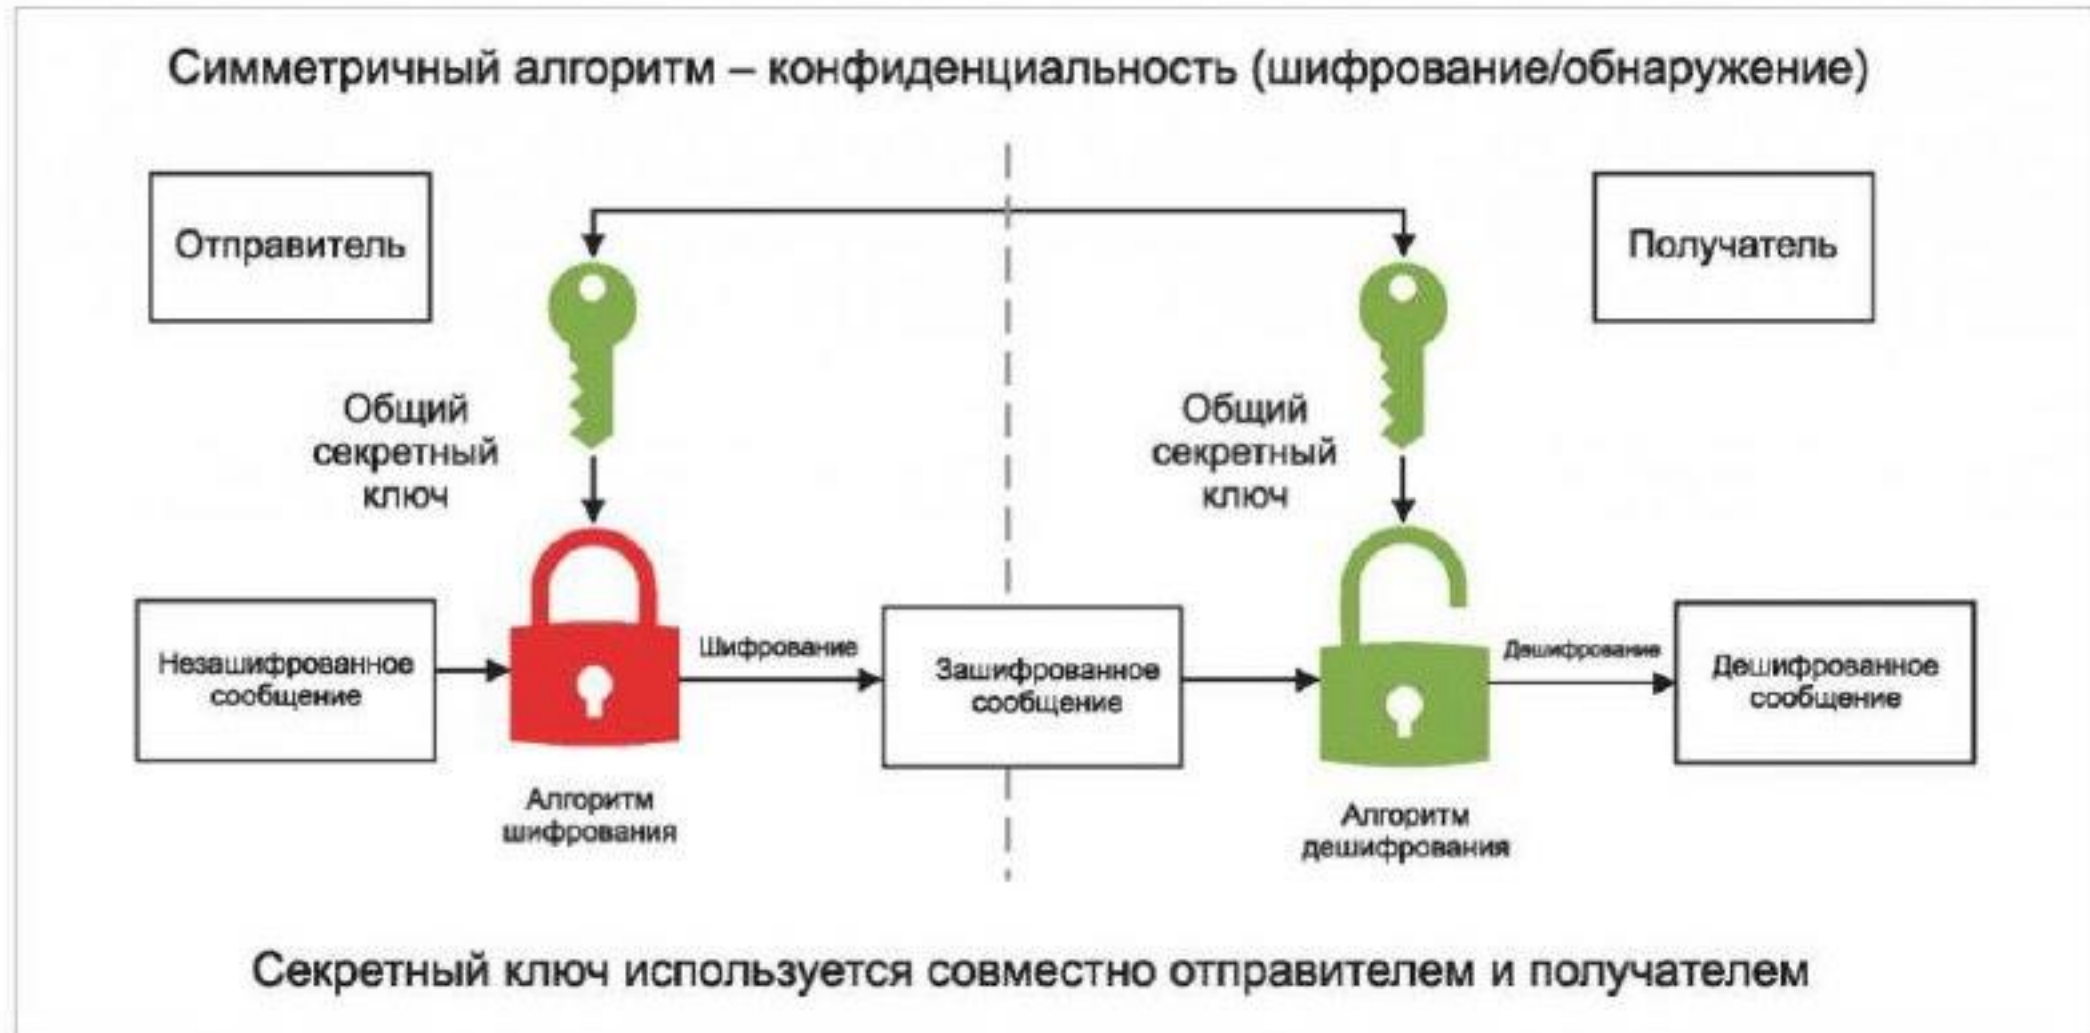 Симметричный алгоритм – конфиденциальность (шифрование/обнаружение)
Отправитель
Получатель
Общий
секретный
ключ
Общий
секретный
ключ
Незашифрованное
сообщение
Шифрование
Зашифрованное
сообщение
Дешифрование
Дешифрованное
сообщение
Алгоритм
шифрования
Алгоритм
дешифрования
Секретный ключ используется совместно отправителем и получателем